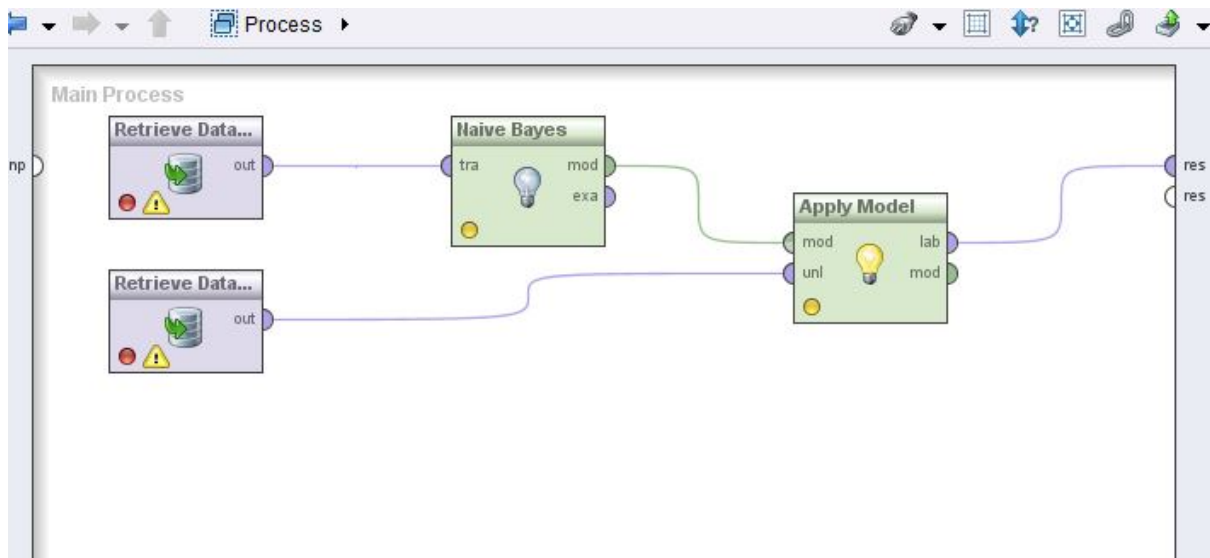 Process
Main Process
Retrieve Data...
out
Naive Bayes
tra
mod
exa
np
res
res
Apply Model
mod
lab
unl
mod
Retrieve Data...
out